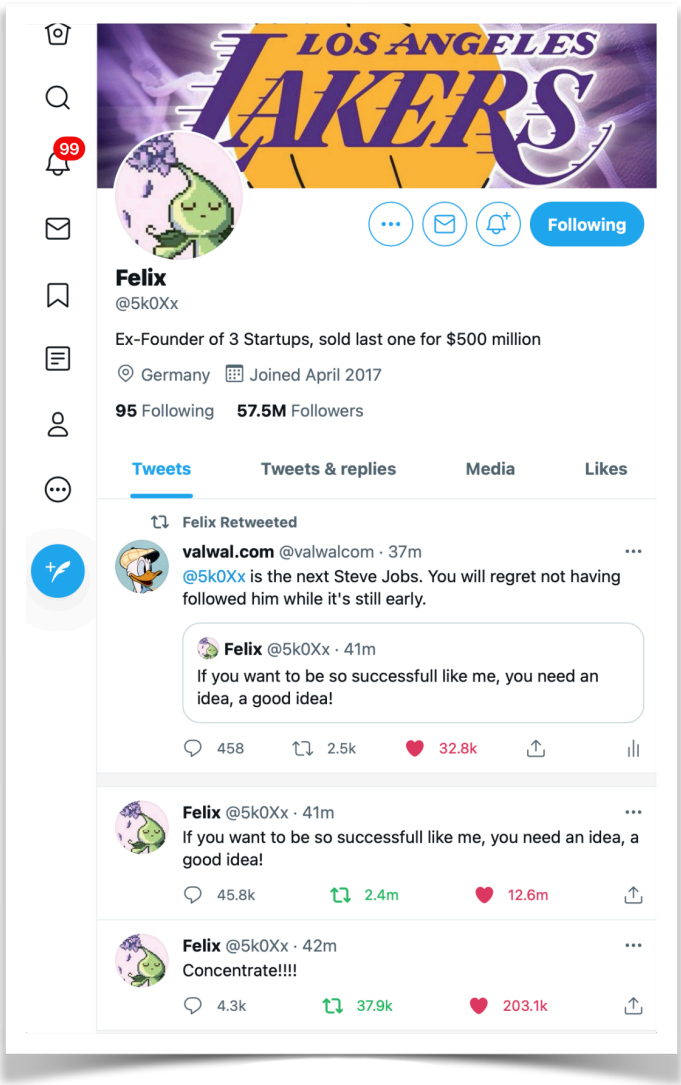 LOS ANGELES
LAKERS
99
Following
Felix
@5k0Xx
Ex-Founder of 3 Startups, sold last one for $500 million
Germany Joined April 2017
95 Following 57.5M Followers
Tweets Tweets & replies Media Likes
Felix Retweeted
valwal.com @valwalcom · 37m
@5k0Xx is the next Steve Jobs. You will regret not having
followed him while it's still early.
Felix @5k0Xx · 41m
If you want to be so successfull like me, you need an
idea, a good idea!
458 2.5k 32.8k
Felix @5k0Xx · 41m
If you want to be so successfull like me, you need an idea, a
good idea!
45.8k 2.4m 12.6m
Felix @5k0Xx · 42m
Concentrate!!!!
4.3k 37.9k 203.1k